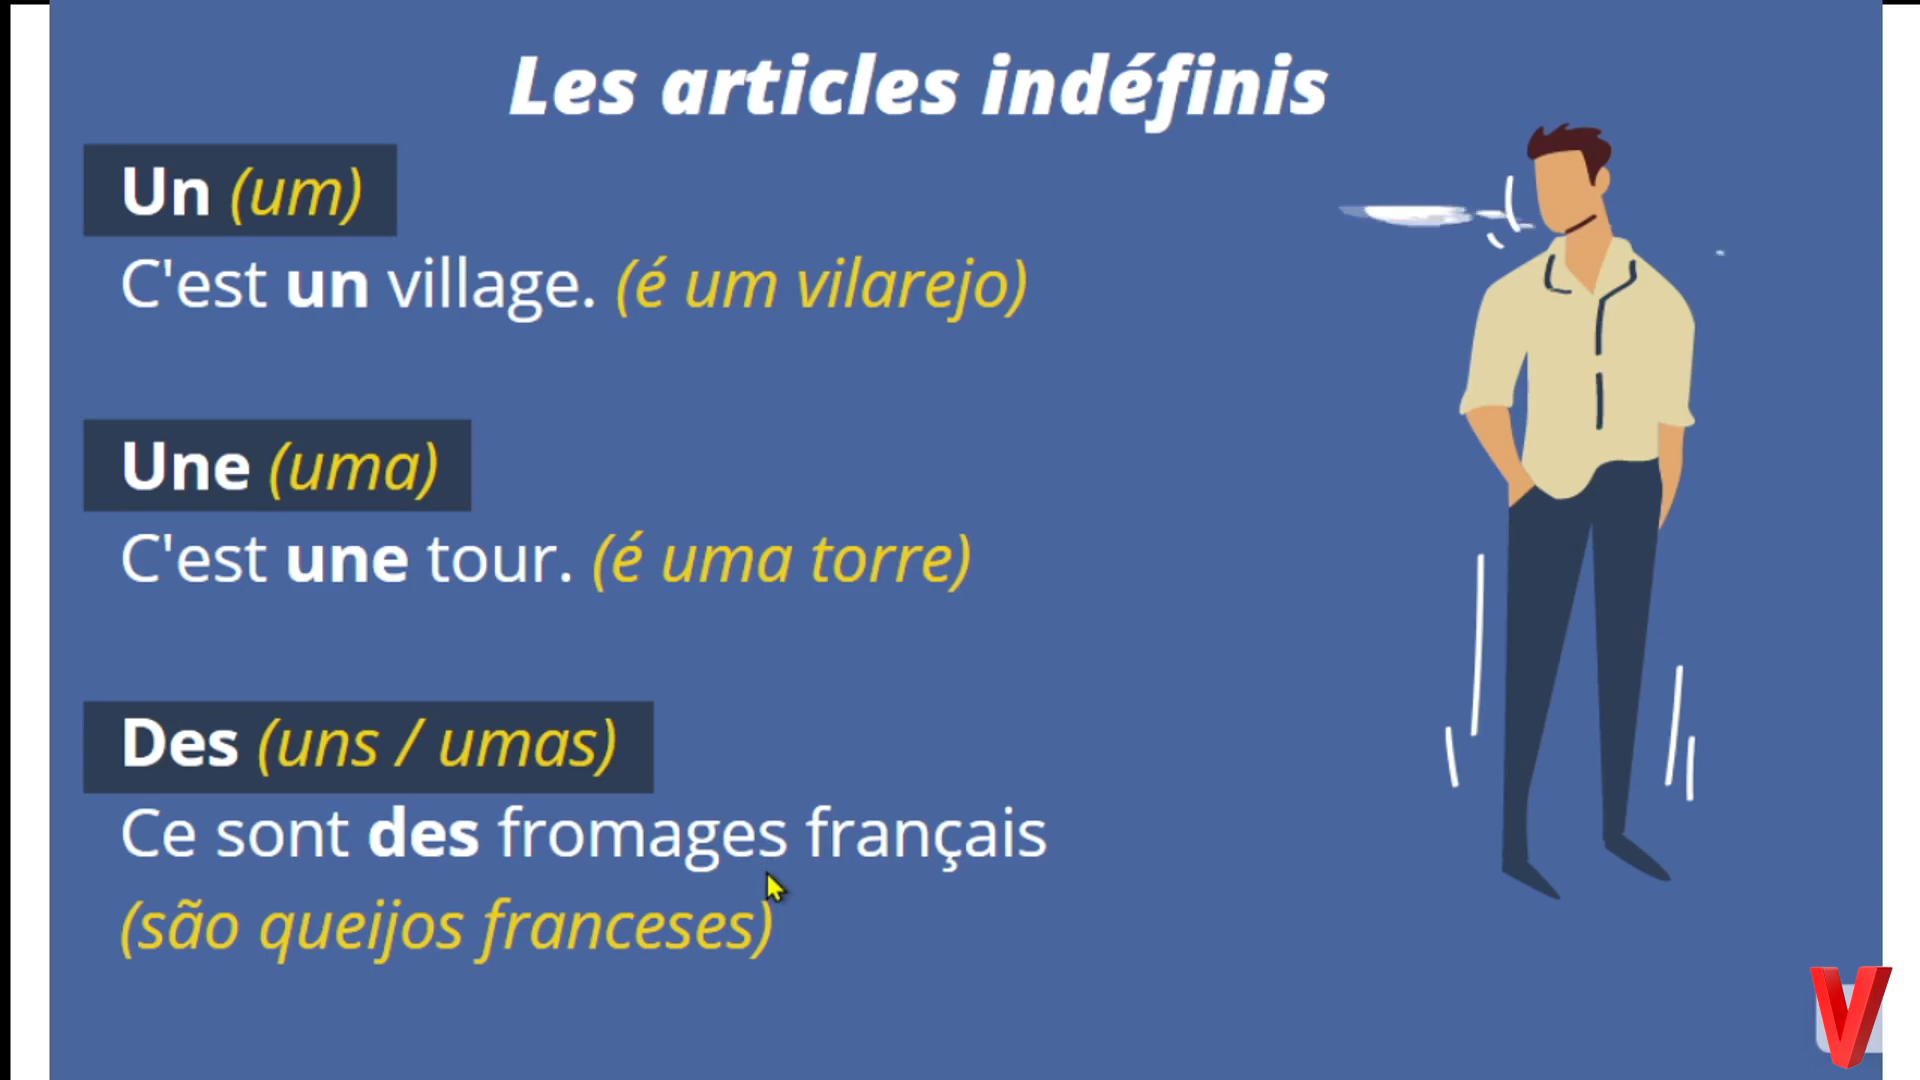 Les articles indéfinis
Un (um)
C'est un village. (é um vilarejo)
Une (uma)
C'est une tour. (é uma torre)
Des (uns / umas)
Ce sont des fromages français
(são queijos franceses)
V